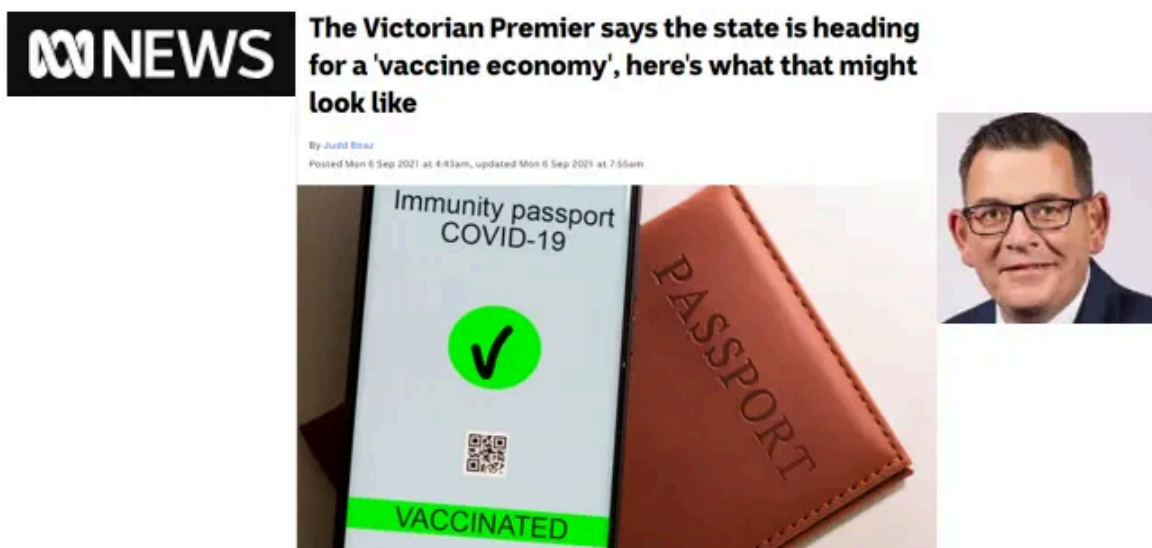 NEWS
The Victorian Premier says the state is heading
for a 'vaccine economy', here's what that might
look like
By Judd Boaz
Posted Mon 6 Sep 2021 at 4:43am, updated Mon 6 Sep 2021 at 7:55am
Immunity passport
COVID-19
VACCINATED
PASSPORT